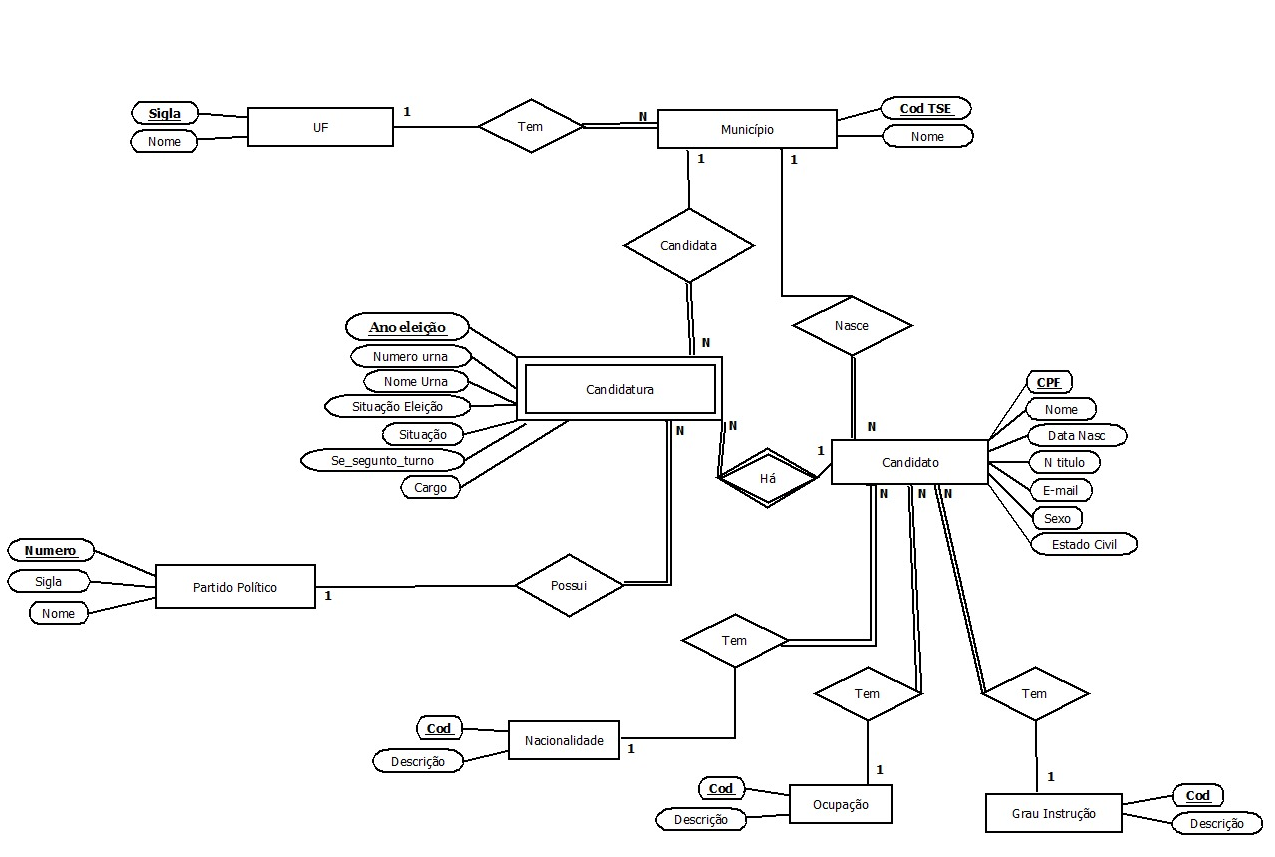 Sigla
Nome
UF
1
Tem
N
Município
Cod TSE
Nome
1
1
Candidata
Nasce
N
N
Ano eleição
Numero urna
Nome Urna
Situação Eleição
Situação
Se_segunto_turno
Cargo
Candidatura
N
N
Há
1
Candidato
CPF
Nome
Data Nasc
N titulo
E-mail
Sexo
Estado Civil
N
N
N
Numero
Sigla
Nome
Partido Político
1
Possui
Tem
Tem
Tem
Cod
Descrição
Nacionalidade
1
1
1
Cod
Descrição
Ocupação
Grau Instrução
Cod
Descrição